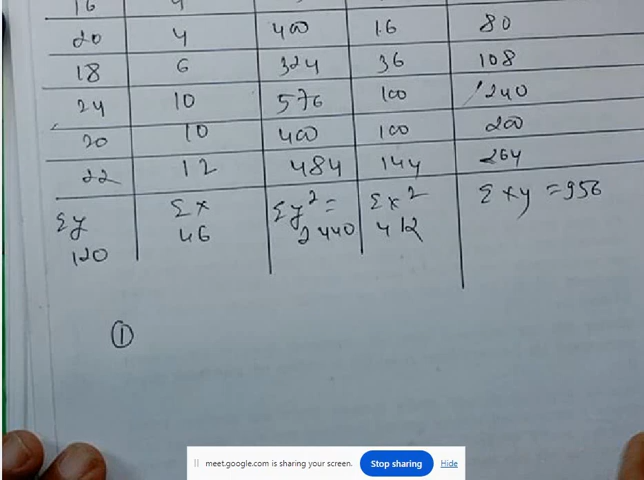 16 4
20 4 400 16 80
18 6 324 36 108
24 10 576 100 240
20 10 400 100 200
22 12 484 144 264
Σy Σx Σy² = Σx² Σxy = 956
120 46 2440 412
①
meet.google.com is sharing your screen. Stop sharing Hide